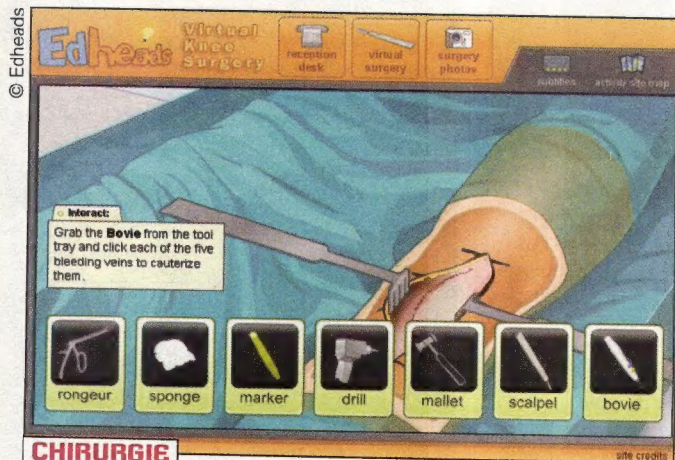 © Edheads
Edheads
Virtual
Knee
Surgery
reception
desk
virtual
surgery
surgery
photos
subtitles
activity site map
Interact:
Grab the Bovie from the tool
tray and click each of the five
bleeding veins to cauterize
them.
rongeur
sponge
marker
drill
mallet
scalpel
bovie
CHIRURGIE
site credits